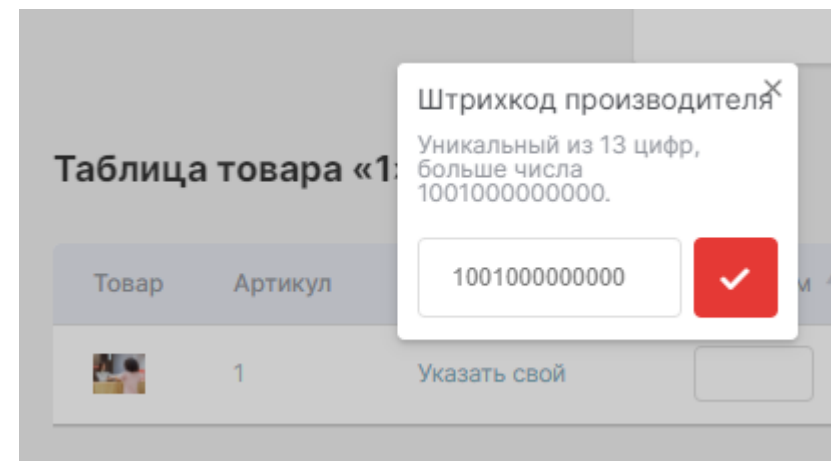 Штрихкод производителя
Уникальный из 13 цифр,
больше числа
1001000000000.
Таблица товара «1
1001000000000
Товар Артикул м
1 Указать свой